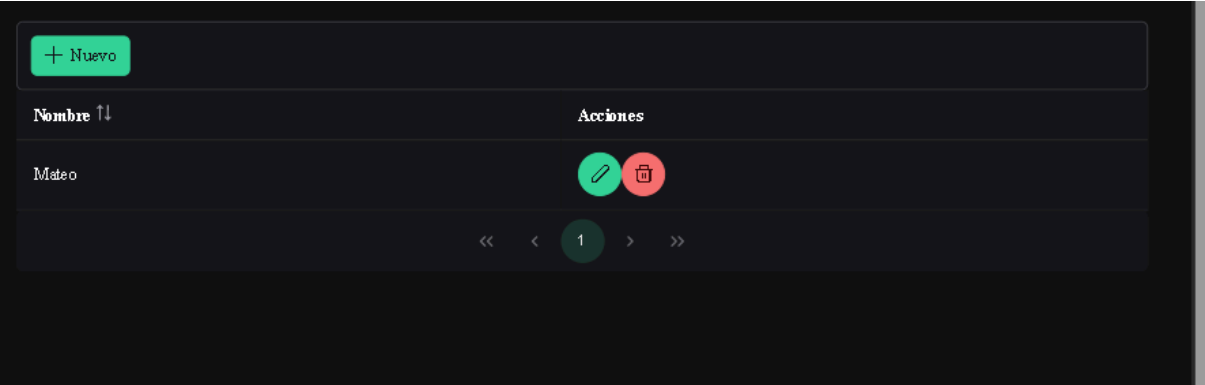 + Nuevo
Nombre ↑↓ Acciones
Mateo
« ‹ 1 › »